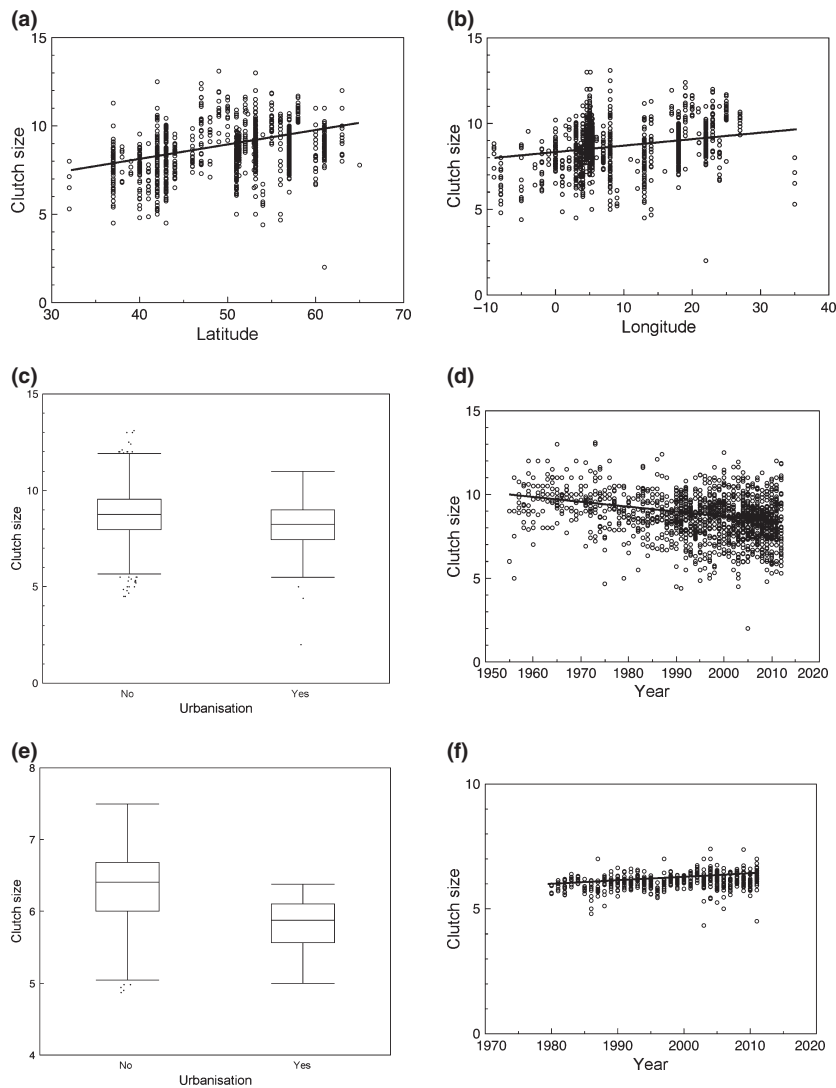 (a)
15
10
5
0
30 40 50 60 70
Clutch size
Latitude
(b)
15
10
5
0
−10 0 10 20 30 40
Clutch size
Longitude
(c)
15
10
5
0
No Yes
Clutch size
Urbanisation
(d)
15
10
5
0
1950 1960 1970 1980 1990 2000 2010 2020
Clutch size
Year
(e)
8
7
6
5
4
No Yes
Clutch size
Urbanisation
(f)
10
5
0
1970 1980 1990 2000 2010 2020
Clutch size
Year